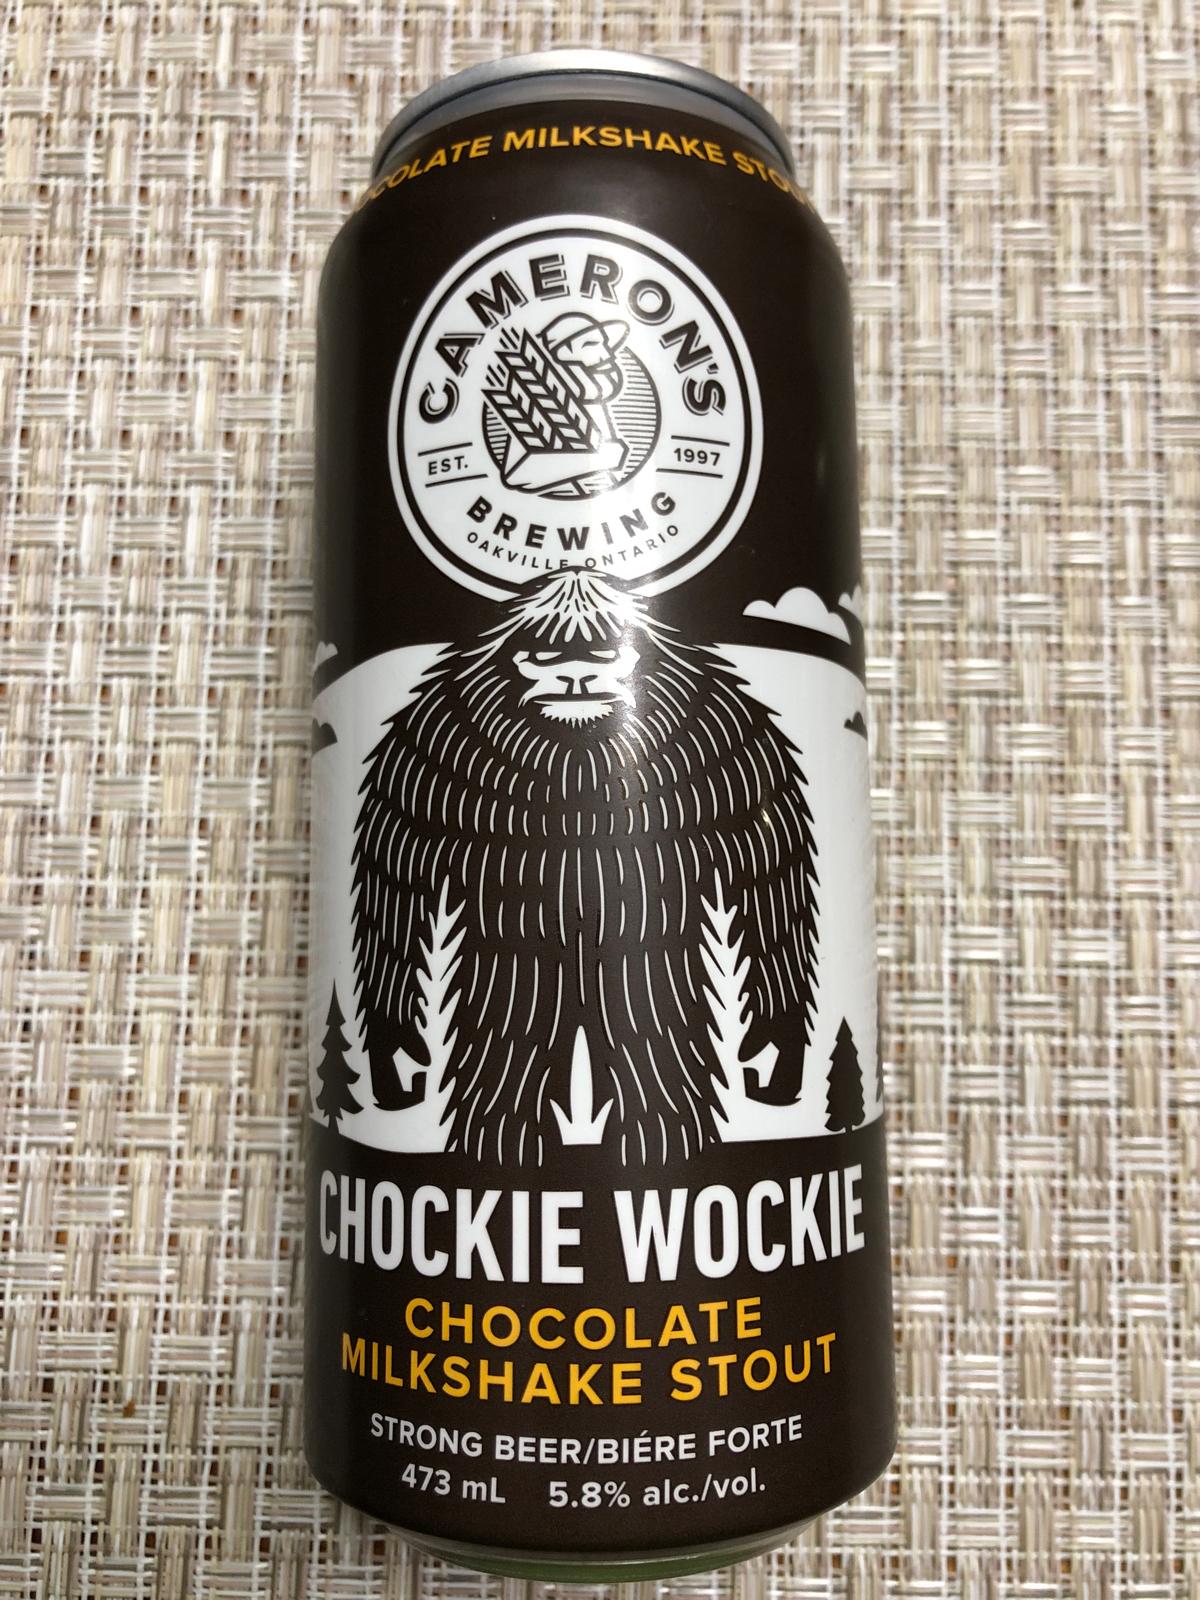 COLATE MILKSHAKE STOU
CAMERON'S
EST. 1997
BREWING
OAKVILLE ONTARIO
CHOCKIE WOCKIE
CHOCOLATE
MILKSHAKE STOUT
STRONG BEER/BIÉRE FORTE
473 mL 5.8% alc./vol.